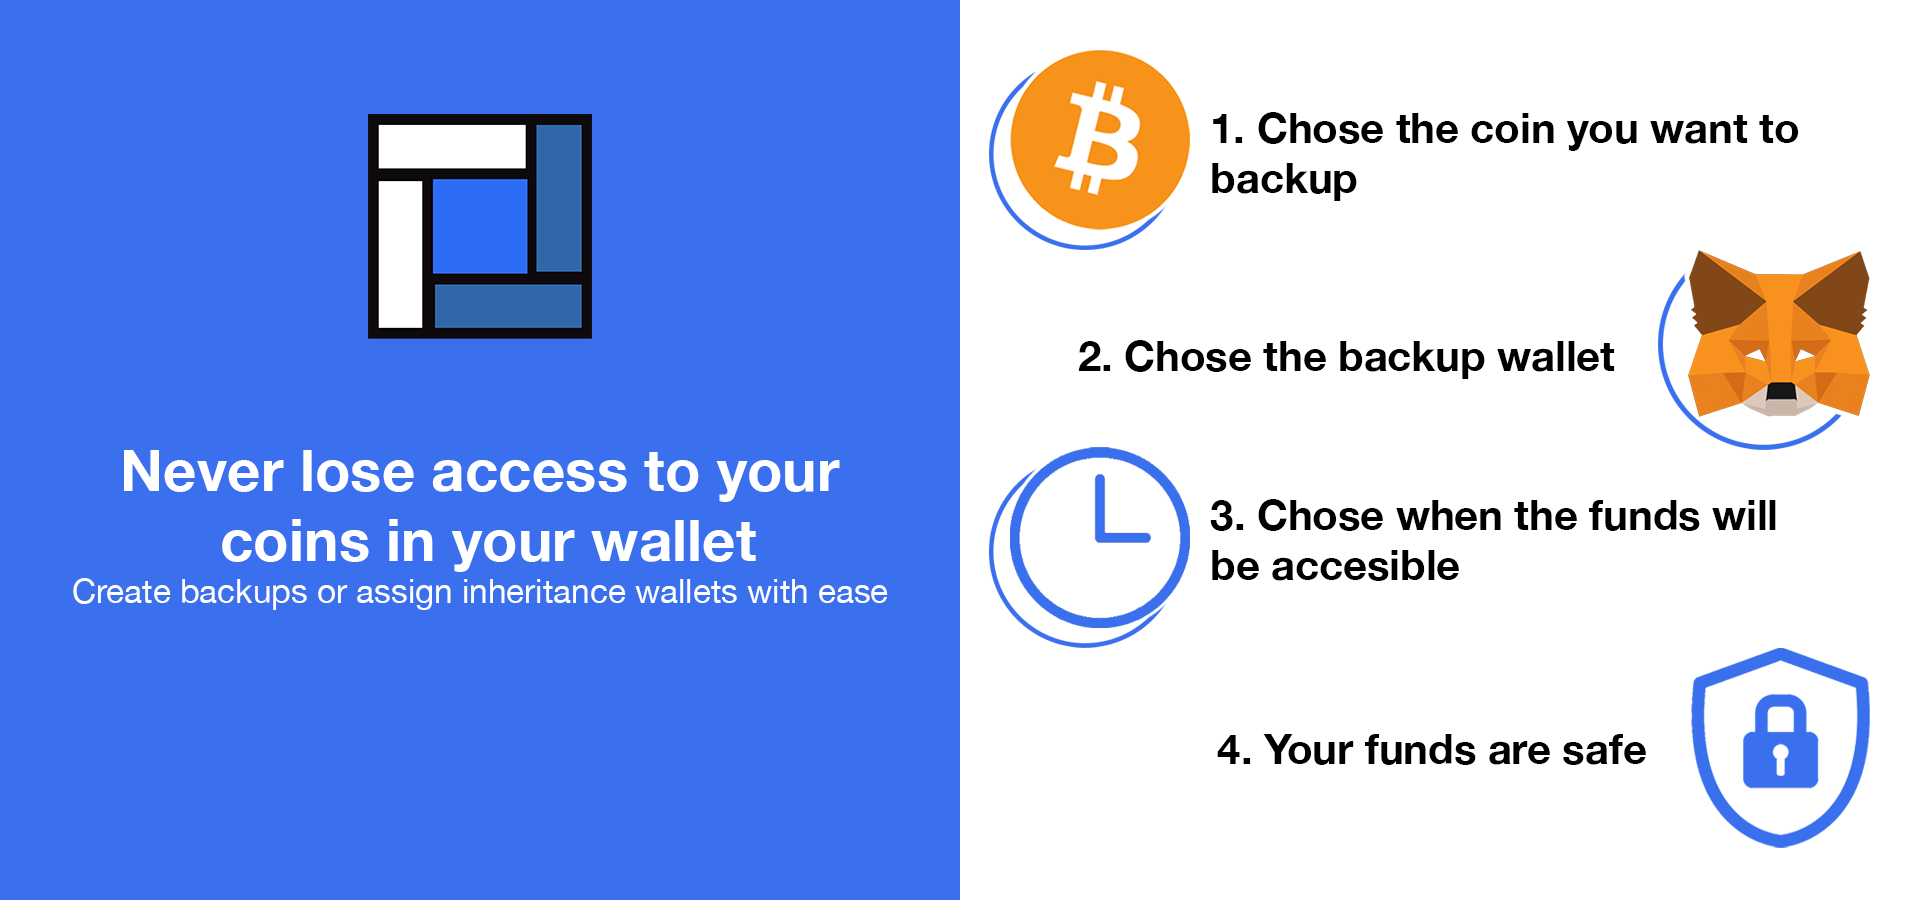 Never lose access to your
coins in your wallet
Create backups or assign inheritance wallets with ease
1. Chose the coin you want to
backup
2. Chose the backup wallet
3. Chose when the funds will
be accesible
4. Your funds are safe